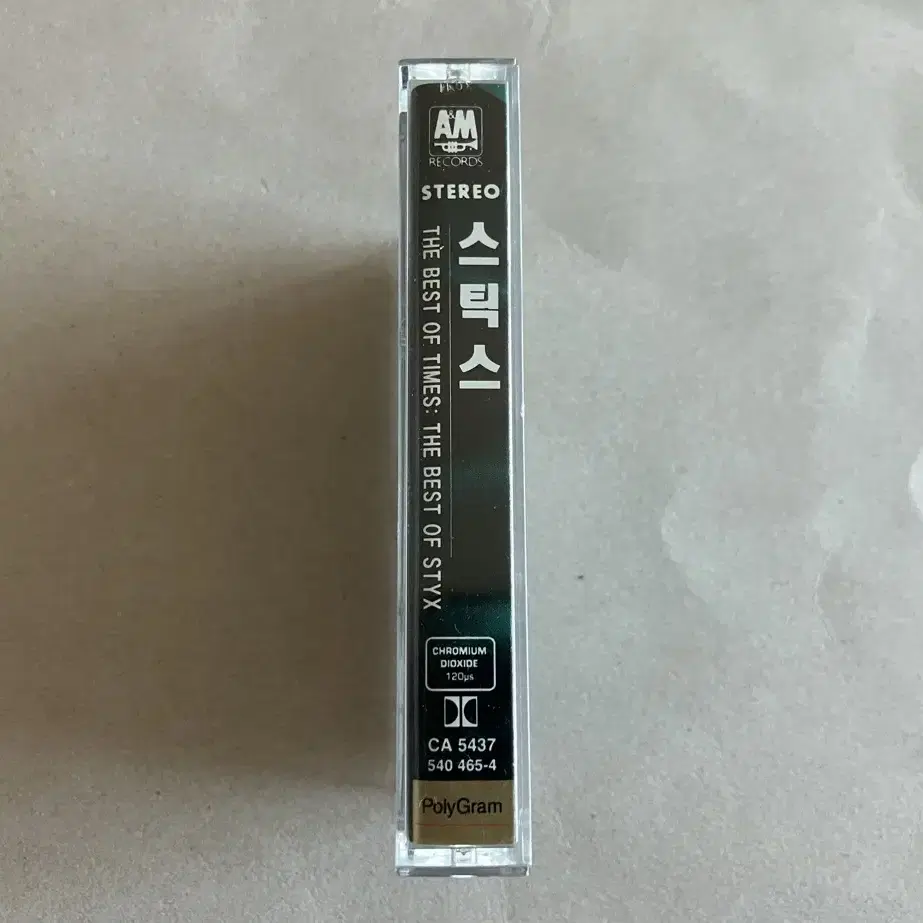 A&M
RECORDS
STEREO
스틱스
THE BEST OF TIMES: THE BEST OF STYX
CHROMIUM
DIOXIDE
120µs
CA 5437
540 465-4
PolyGram